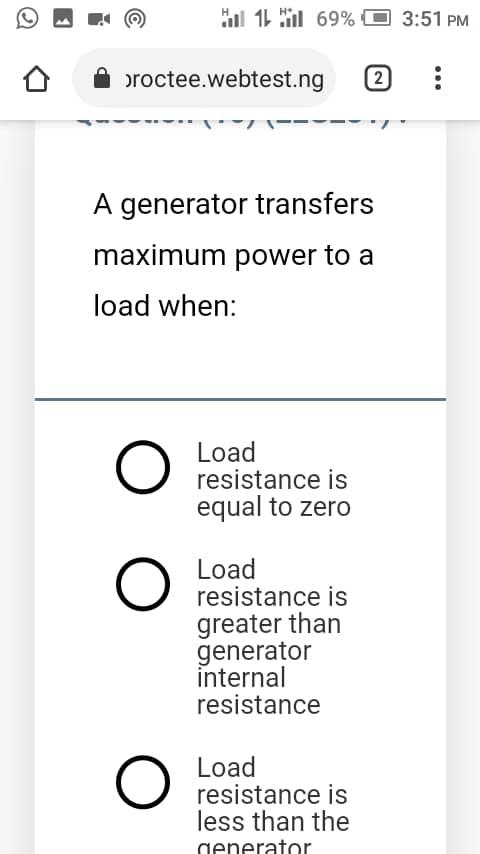 H 1 H+ 69% 3:51 PM
proctee.webtest.ng 2
A generator transfers
maximum power to a
load when:
Load
resistance is
equal to zero
Load
resistance is
greater than
generator
internal
resistance
Load
resistance is
less than the
generator